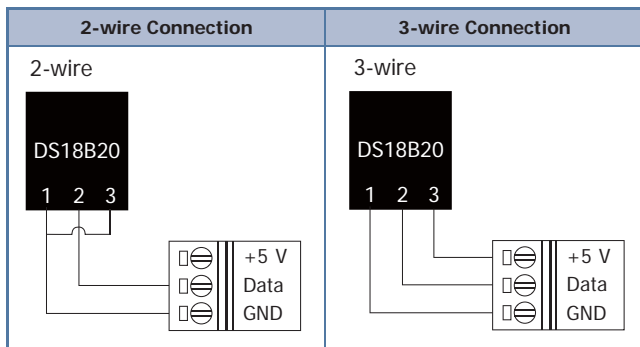 2-wire Connection
3-wire Connection
2-wire
DS18B20
1 2 3
+5 V
Data
GND
3-wire
DS18B20
1 2 3
+5 V
Data
GND